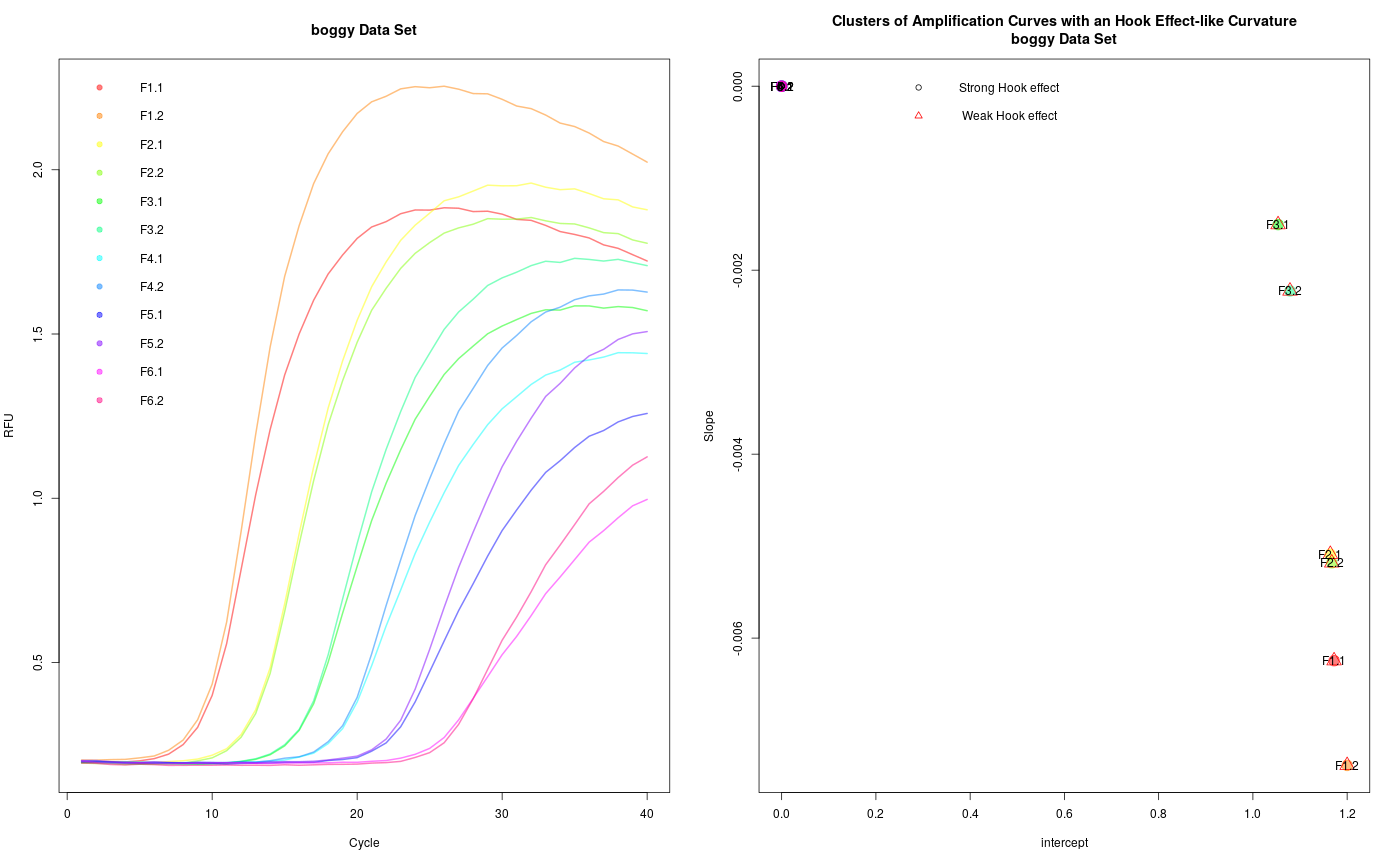 boggy Data Set
F1.1
F1.2
F2.1
F2.2
F3.1
F3.2
F4.1
F4.2
F5.1
F5.2
F6.1
F6.2
RFU
2.0
1.5
1.0
0.5
0 10 20 30 40
Cycle
Clusters of Amplification Curves with an Hook Effect-like Curvature
boggy Data Set
Strong Hook effect
Weak Hook effect
Slope
0.000
-0.002
-0.004
-0.006
F3.1
F3.2
F2.2
F1.1
F1.2
0.0 0.2 0.4 0.6 0.8 1.0 1.2
intercept